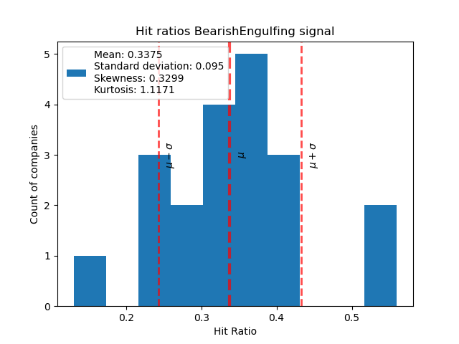 Hit ratios BearishEngulfing signal
Mean: 0.3375
Standard deviation: 0.095
Skewness: 0.3299
Kurtosis: 1.1171
5
4
3
2
1
0
Count of companies
μ − σ
μ
μ + σ
0.2 0.3 0.4 0.5
Hit Ratio